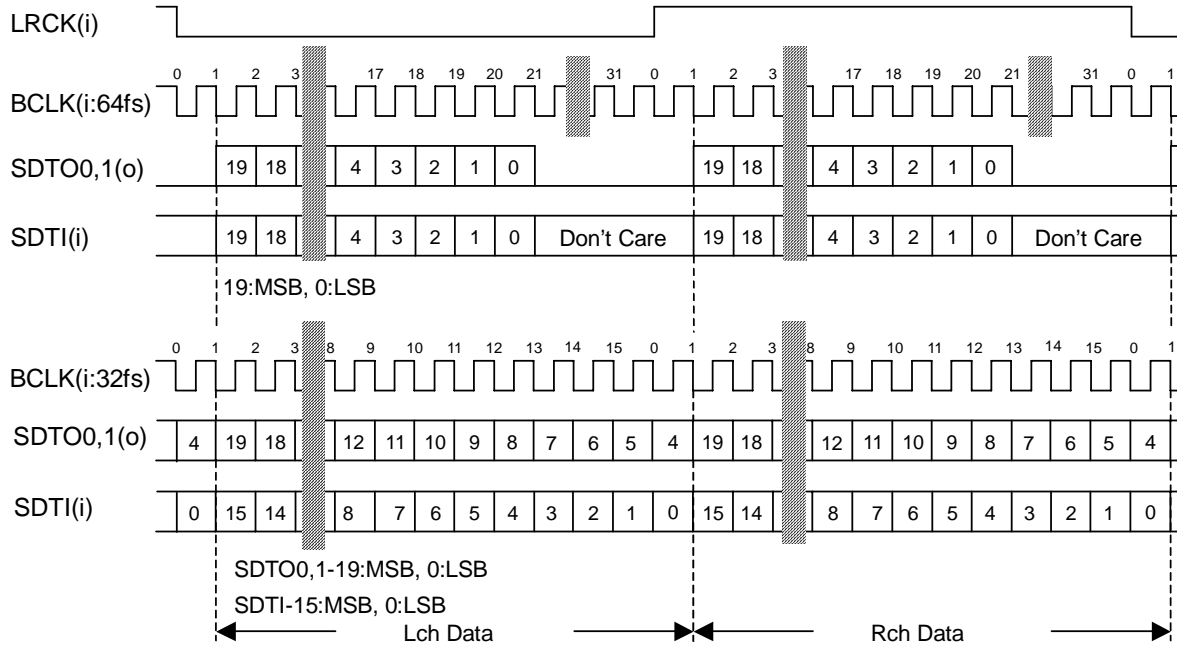 LRCK(i)
0 1 2 3 17 18 19 20 21 31 0 1 2 3 17 18 19 20 21 31 0 1
BCLK(i:64fs)
SDTO0,1(o) 19 18 4 3 2 1 0 19 18 4 3 2 1 0
SDTI(i) 19 18 4 3 2 1 0 Don't Care 19 18 4 3 2 1 0 Don't Care
19:MSB, 0:LSB
0 1 2 3 8 9 10 11 12 13 14 15 0 1 2 3 8 9 10 11 12 13 14 15 0 1
BCLK(i:32fs)
SDTO0,1(o) 4 19 18 12 11 10 9 8 7 6 5 4 19 18 12 11 10 9 8 7 6 5 4
SDTI(i) 0 15 14 8 7 6 5 4 3 2 1 0 15 14 8 7 6 5 4 3 2 1 0
SDTO0,1-19:MSB, 0:LSB
SDTI-15:MSB, 0:LSB
Lch Data Rch Data